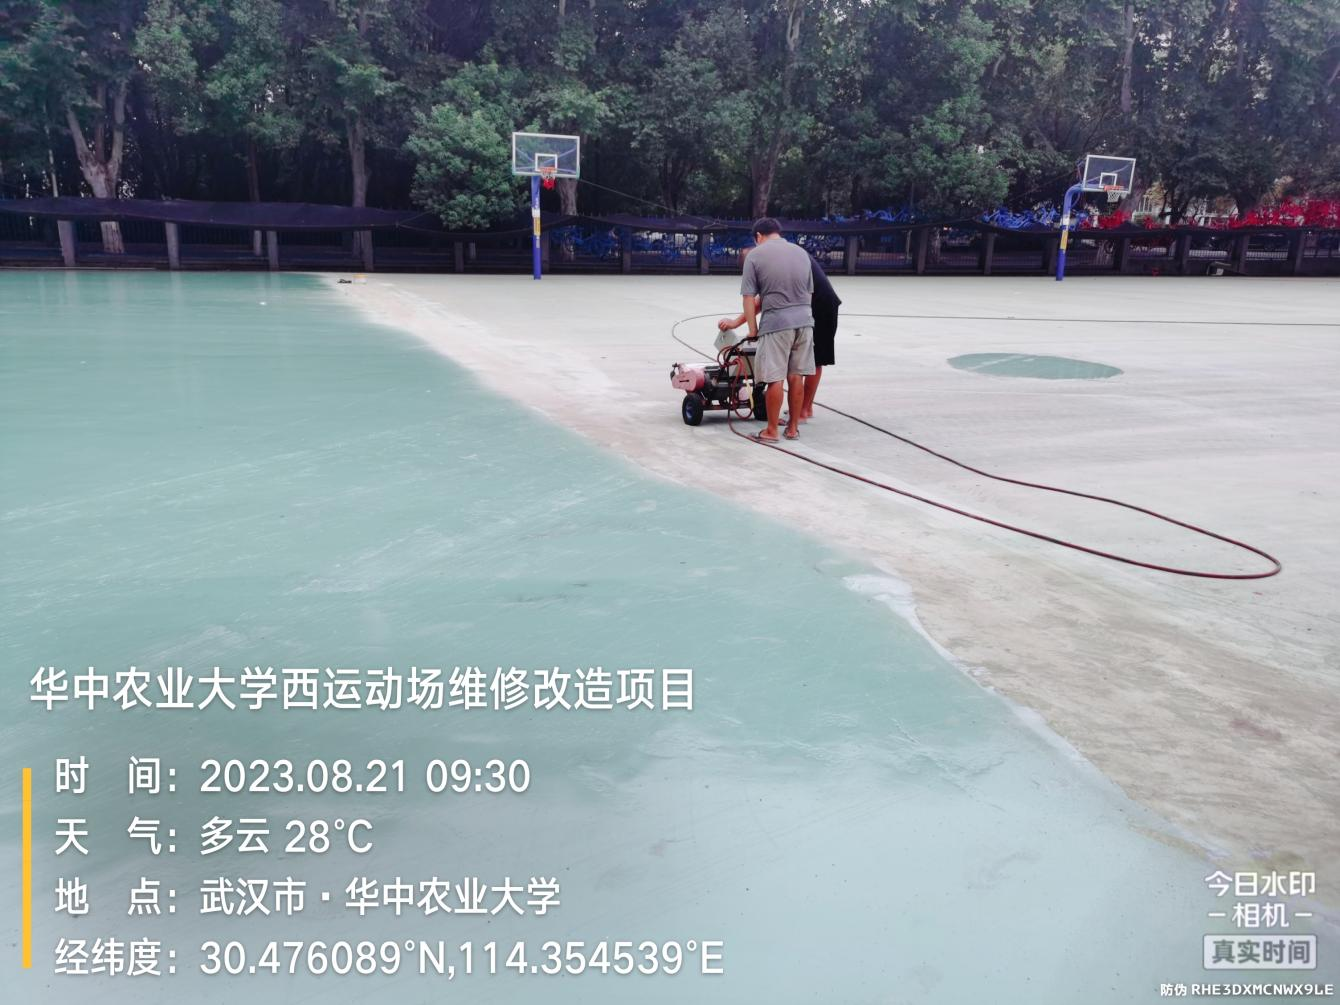 华中农业大学西运动场维修改造项目
时 间：2023.08.21 09:30
天 气：多云 28℃
地 点：武汉市·华中农业大学
经纬度：30.476089°N,114.354539°E
今日水印
－相机－
真实时间
防伪 RHE3DXMCNWX9LE